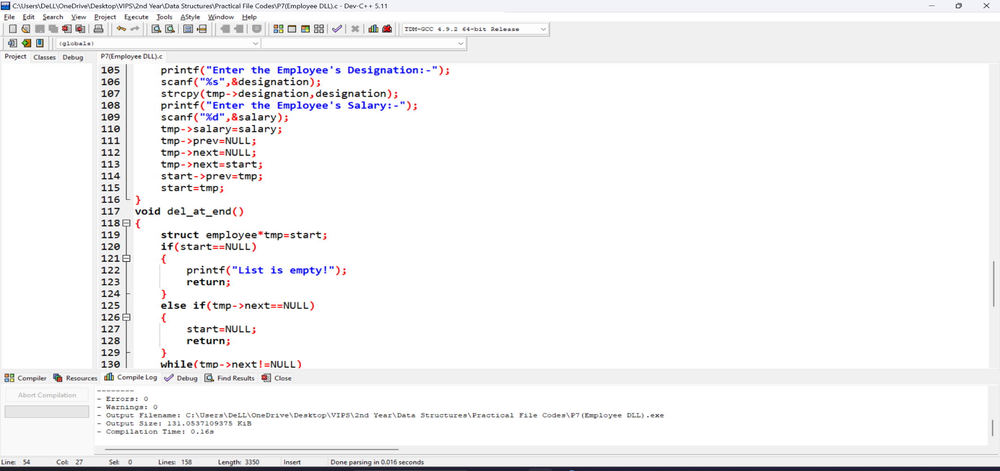 C:\Users\DeLL\OneDrive\Desktop\VIPS\2nd Year\Data Structures\Practical File Codes\P7(Employee DLL).c - Dev-C++ 5.11
File Edit Search View Project Execute Tools AStyle Window Help
TDM-GCC 4.9.2 64-bit Release
(globals)
Project Classes Debug P7(Employee DLL).c
105 printf("Enter the Employee's Designation:-");
106 scanf("%s",&designation);
107 strcpy(tmp->designation,designation);
108 printf("Enter the Employee's Salary:-");
109 scanf("%d",&salary);
110 tmp->salary=salary;
111 tmp->prev=NULL;
112 tmp->next=NULL;
113 tmp->next=start;
114 start->prev=tmp;
115 start=tmp;
116 }
117 void del_at_end()
118 {
119 struct employee*tmp=start;
120 if(start==NULL)
121 {
122 printf("List is empty!");
123 return;
124 }
125 else if(tmp->next==NULL)
126 {
127 start=NULL;
128 return;
129 }
130 while(tmp->next!=NULL)
Compiler Resources Compile Log Debug Find Results Close
Abort Compilation
--------
- Errors: 0
- Warnings: 0
- Output Filename: C:\Users\DeLL\OneDrive\Desktop\VIPS\2nd Year\Data Structures\Practical File Codes\P7(Employee DLL).exe
- Output Size: 131.0537109375 KiB
- Compilation Time: 0.16s
Line: 54 Col: 27 Sel: 0 Lines: 158 Length: 3350 Insert Done parsing in 0.016 seconds